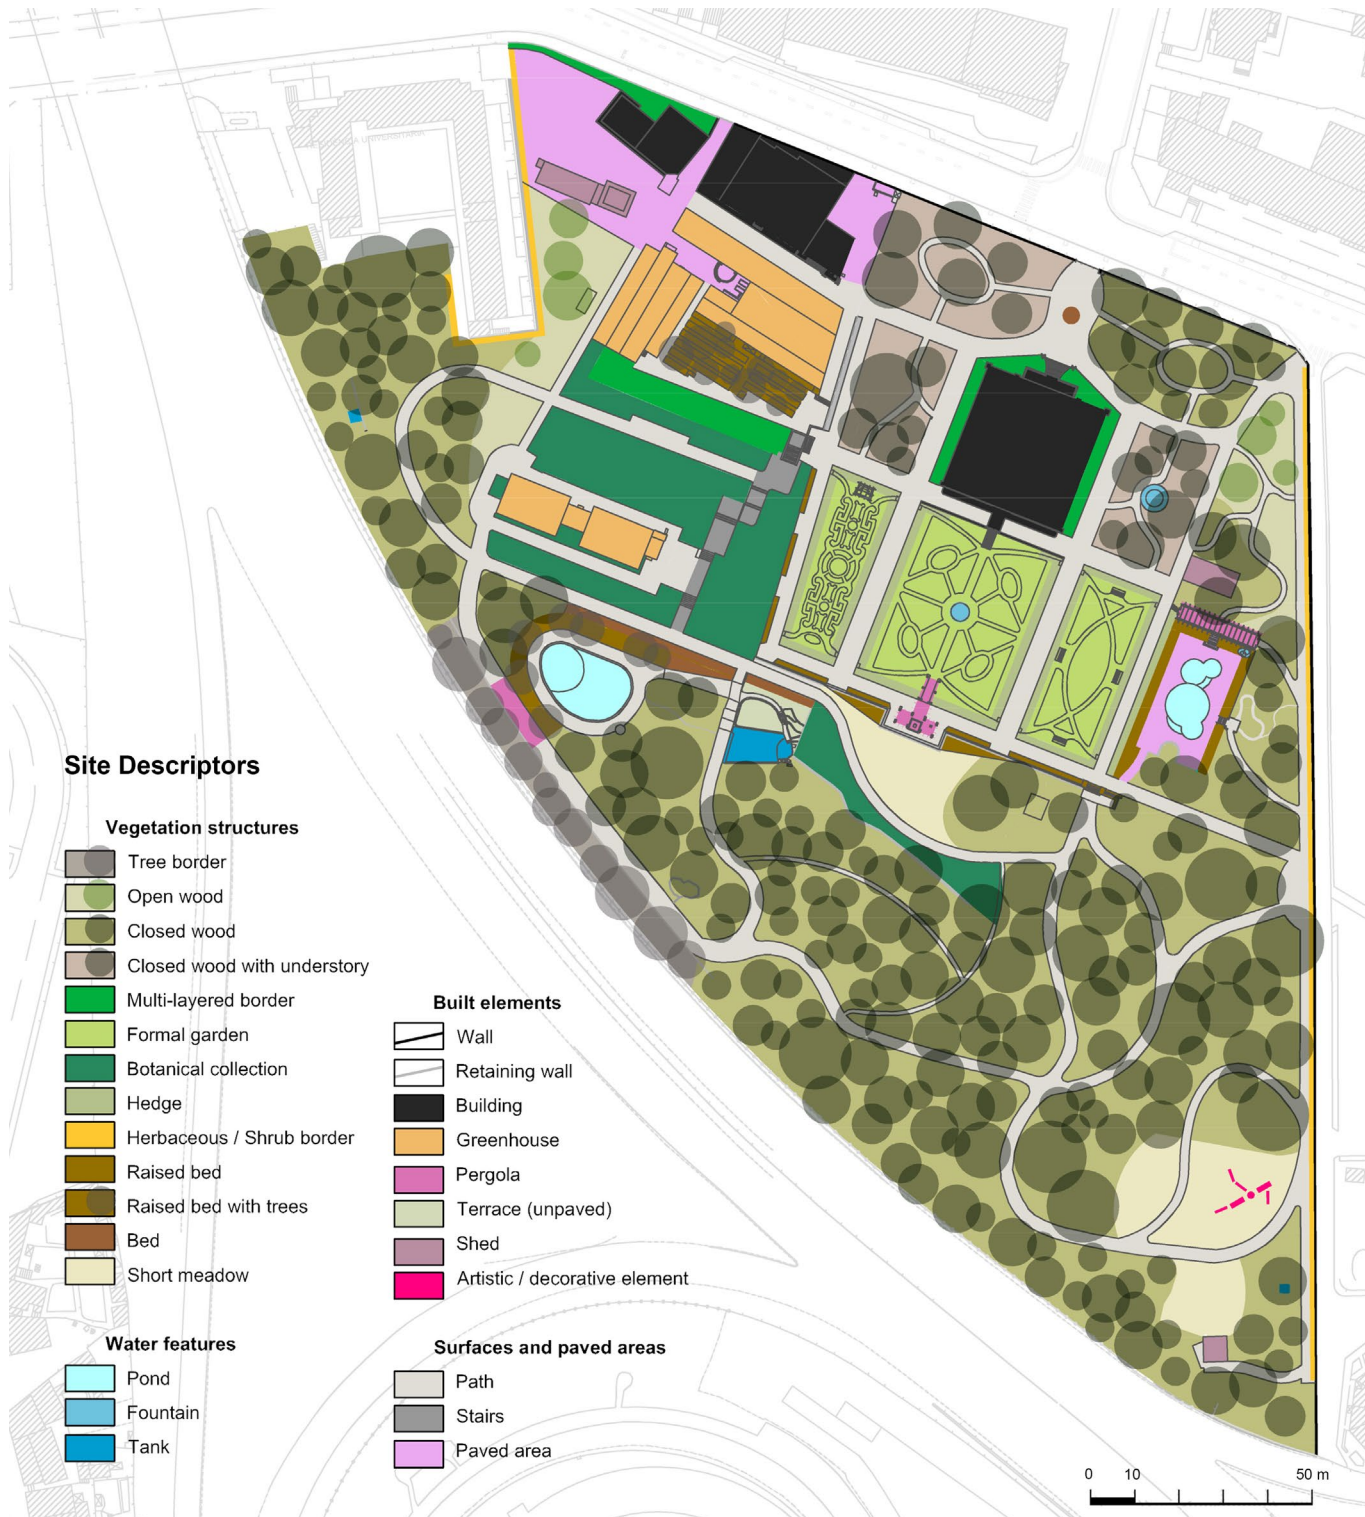 Site Descriptors
Vegetation structures
Tree border
Open wood
Closed wood
Closed wood with understory
Multi-layered border
Formal garden
Botanical collection
Hedge
Herbaceous / Shrub border
Raised bed
Raised bed with trees
Bed
Short meadow
Water features
Pond
Fountain
Tank
Built elements
Wall
Retaining wall
Building
Greenhouse
Pergola
Terrace (unpaved)
Shed
Artistic / decorative element
Surfaces and paved areas
Path
Stairs
Paved area
0 10 50 m